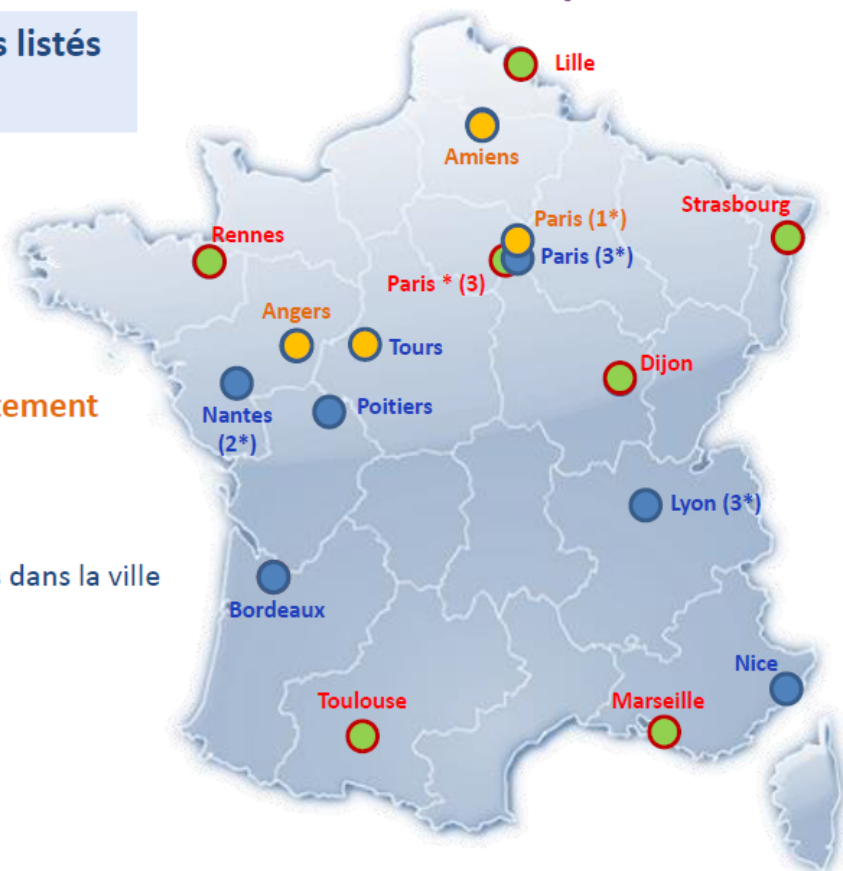 s listés
Lille
Amiens
Strasbourg
Paris (1*)
Rennes
Paris (3*)
Paris * (3)
Angers
Tours
Dijon
tement
Poitiers
Nantes
(2*)
Lyon (3*)
s dans la ville
Bordeaux
Nice
Toulouse
Marseille